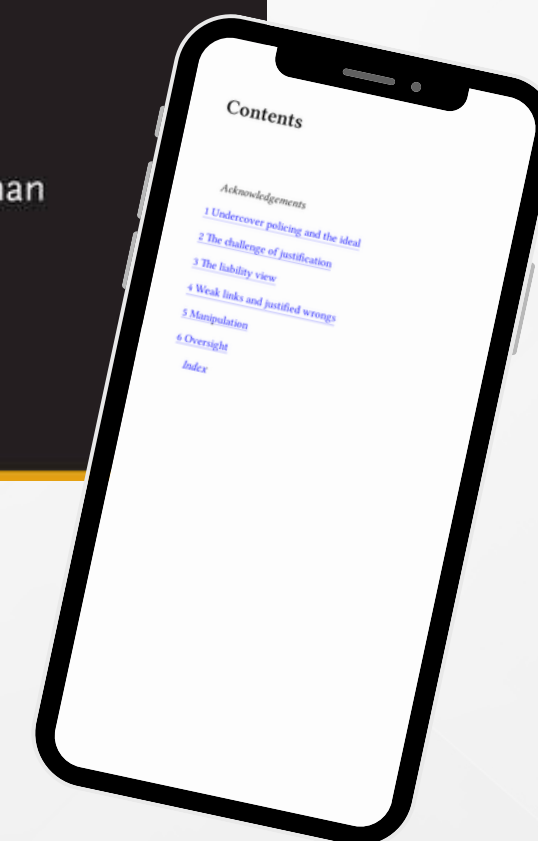 nan
Contents
Acknowledgements
1 Undercover policing and the ideal
2 The challenge of justification
3 The liability view
4 Weak links and justified wrongs
5 Manipulation
6 Oversight
Index